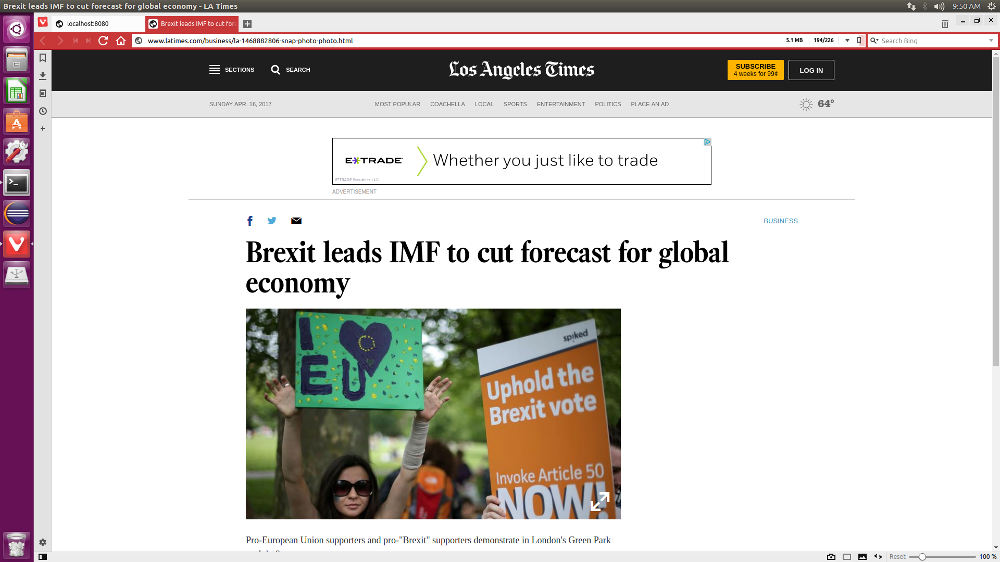 Brexit leads IMF to cut forecast for global economy - LA Times
9:50 AM
localhost:8080
Brexit leads IMF to cut for
www.latimes.com/business/la-1468882806-snap-photo-photo.html
5.1 MB
194/226
Search Bing
SECTIONS
SEARCH
Los Angeles Times
SUBSCRIBE
4 weeks for 99¢
LOG IN
SUNDAY APR. 16, 2017
MOST POPULAR
COACHELLA
LOCAL
SPORTS
ENTERTAINMENT
POLITICS
PLACE AN AD
64°
E*TRADE
Whether you just like to trade
E*TRADE Securities LLC
ADVERTISEMENT
BUSINESS
Brexit leads IMF to cut forecast for global
economy
I
EU
spiked
Uphold the
Brexit vote
Invoke Article 50
NOW!
Pro-European Union supporters and pro-"Brexit" supporters demonstrate in London's Green Park
Reset
100 %